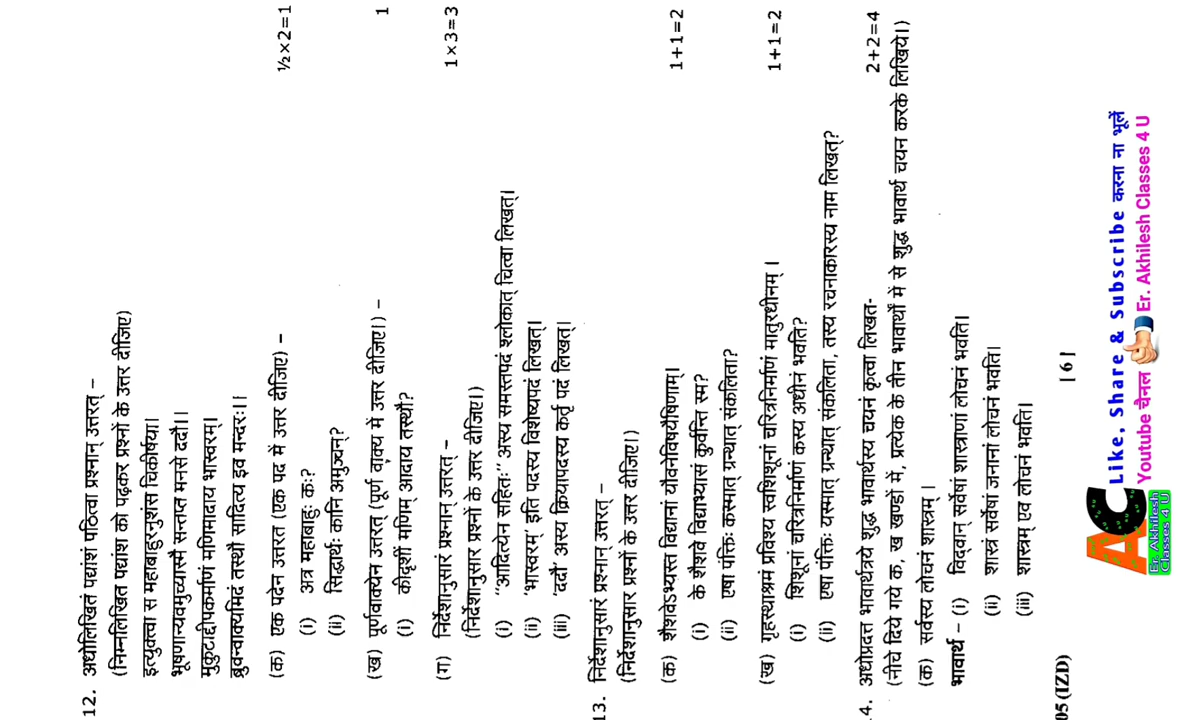 12. अधोलिखितं पद्यांशं पठित्वा प्रश्नान् उत्तरत् –
(निम्नलिखित पद्यांश को पढ़कर प्रश्नों के उत्तर दीजिए)
इत्युक्त्वा स महाबाहुरनुशंस चिकीर्षया।
भूषणान्यवमुच्यास्मै सन्तप्त मनसे ददौ।।
मुकुटाद्दीपकर्माणं मणिमादाय भास्वरम्।
ब्रुवन्वाक्यमिदं तस्थौ सादित्य इव मन्दरः।।
(क) एक पदेन उत्तरत (एक पद में उत्तर दीजिए) – ½×2=1
(i) अत्र महाबाहुः कः?
(ii) सिद्धार्थः कानि अमुञ्चन्?
(ख) पूर्णवाक्येन उत्तरत् (पूर्ण वाक्य में उत्तर दीजिए।) – 1
(i) कीदृशीं मणिम् आदाय तस्थौ?
(ग) निर्देशानुसार प्रश्नान् उत्तरत् – 1×3=3
(निर्देशानुसार प्रश्नों के उत्तर दीजिए।)
(i) “आदित्येन सहितः” अस्य समस्तपदं श्लोकात् चित्वा लिखत्।
(ii) 'भास्वरम्' इति पदस्य विशेष्यपदं लिखत्।
(iii) 'ददौ' अस्य क्रियापदस्य कर्तृ पदं लिखत्।
13. निर्देशानुसारं प्रश्नान् उत्तरत् –
(निर्देशानुसार प्रश्नों के उत्तर दीजिए।)
(क) शैशवेऽभ्यस्त विद्यानां यौवनेविषयैषिणाम्। 1+1=2
(i) के शैशवे विद्याभ्यासं कुर्वन्ति स्म?
(ii) एषा पंक्तिः कस्मात् ग्रन्थात् संकलिता?
(ख) गृहस्थाश्रमं प्रविश्य स्वशिशूनां चरित्रनिर्माणं मातुरधीनम् । 1+1=2
(i) शिशूनां चरित्रनिर्माणं कस्य अधीनं भवति?
(ii) एषा पंक्तिः यस्मात् ग्रन्थात् संकलिता, तस्य रचनाकारस्य नाम लिखत्?
4. अधोप्रदत्त भावार्थत्रये शुद्ध भावार्थस्य चयनं कृत्वा लिखत- 2+2=4
(नीचे दिये गये क, ख खण्डों में, प्रत्येक के तीन भावार्थों में से शुद्ध भावार्थ चयन करके लिखिये।)
(क) सर्वस्य लोचनं शास्त्रम् ।
भावार्थ – (i) विद्वान् सर्वेषां शास्त्राणां लोचनं भवति।
(ii) शास्त्रं सर्वेषां जनानां लोचनं भवति।
(iii) शास्त्रम् एव लोचनं भवति।
05 (IZD) [ 6 ]
AC
Er. Akhilesh
Classes 4 U
Like, Share & Subscribe करना ना भूलें
Youtube चैनल Er. Akhilesh Classes 4 U